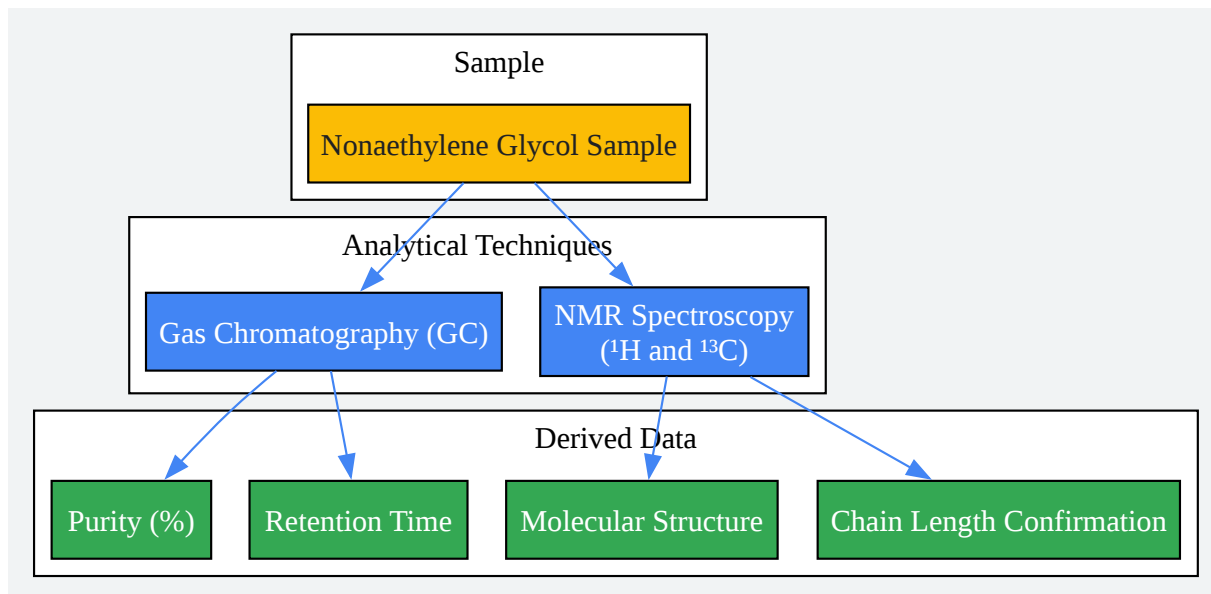 Sample
Nonaethylene Glycol Sample
Analytical Techniques
Gas Chromatography (GC)
NMR Spectroscopy
(¹H and ¹³C)
Derived Data
Purity (%)
Retention Time
Molecular Structure
Chain Length Confirmation